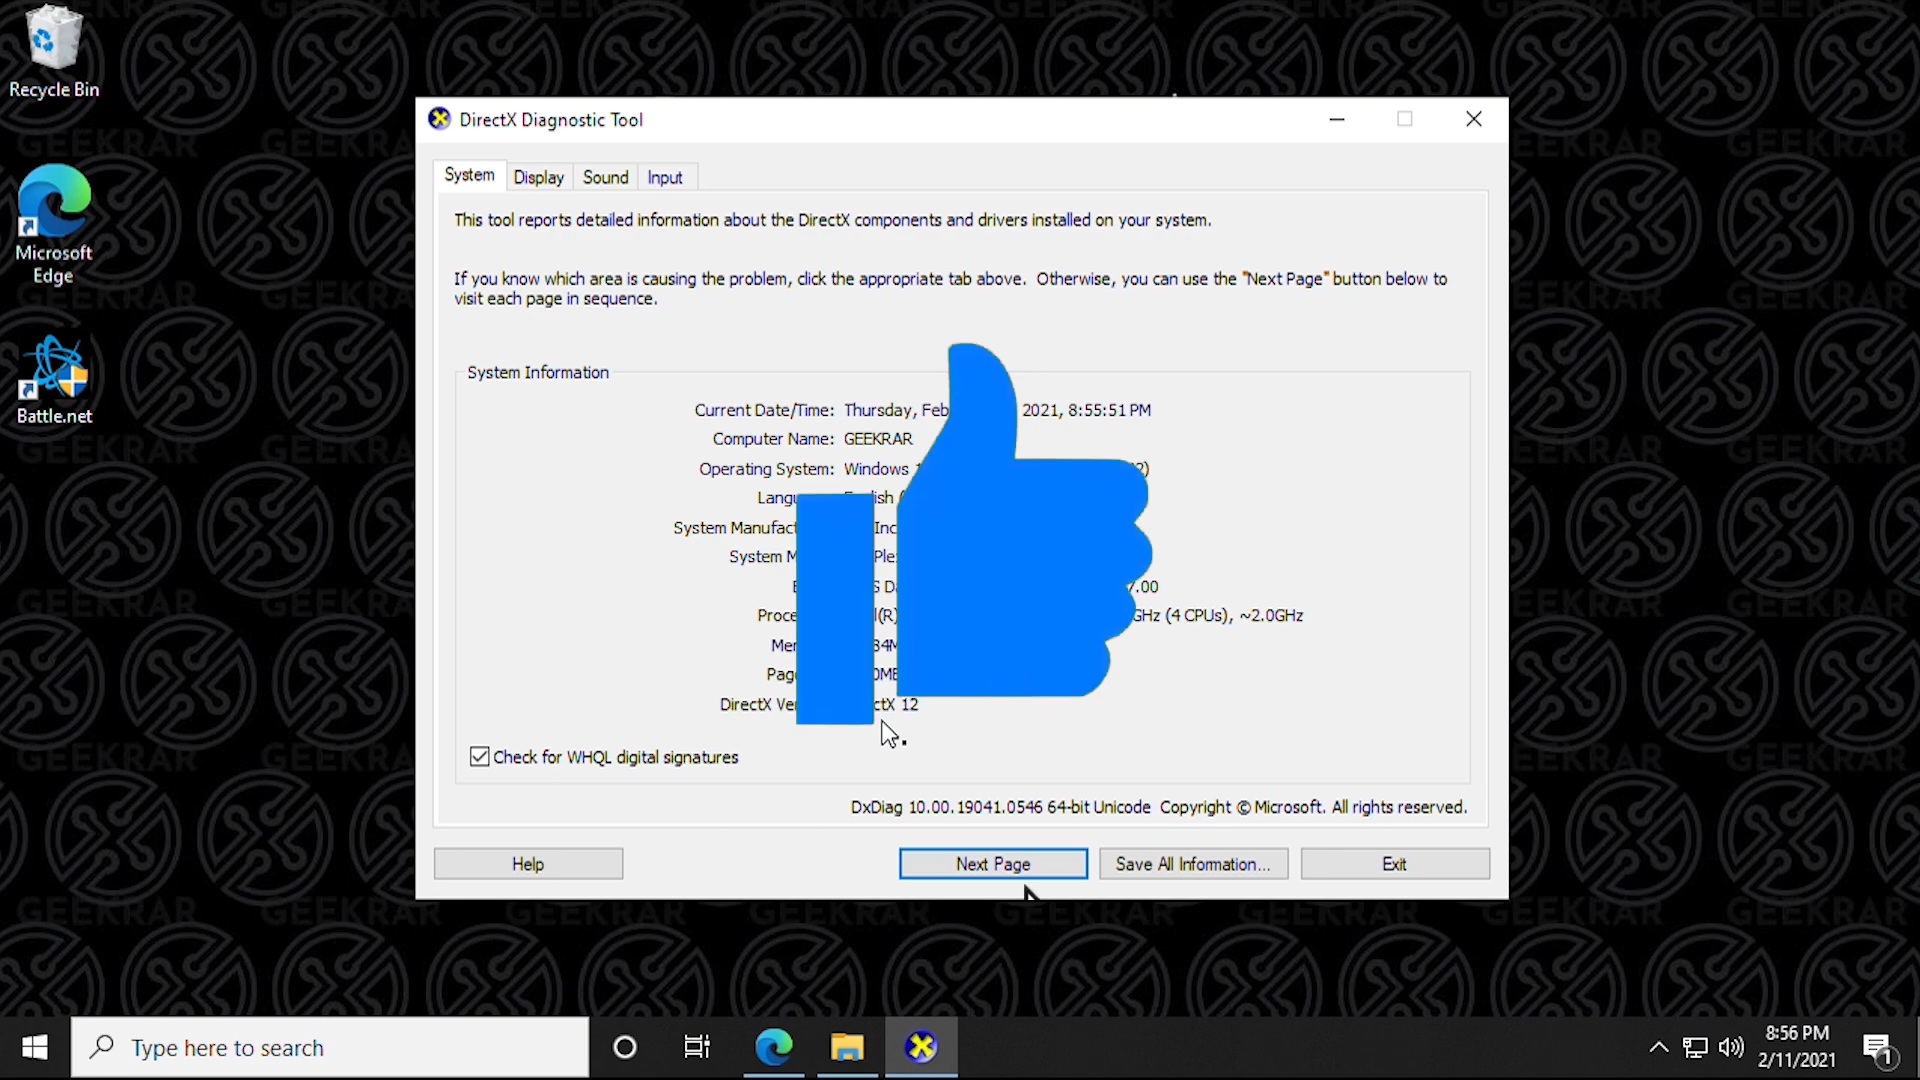 Recycle Bin
Microsoft
Edge
Battle.net
DirectX Diagnostic Tool
System Display Sound Input
This tool reports detailed information about the DirectX components and drivers installed on your system.
If you know which area is causing the problem, click the appropriate tab above. Otherwise, you can use the "Next Page" button below to
visit each page in sequence.
System Information
Current Date/Time: Thursday, 2021, 8:55:51 PM
Computer Name: GEEKRAR
Operating System: Windows
System
(4 CPUs), ~2.0GHz
DirectX 12
Check for WHQL digital signatures
DxDiag 10.00.19041.0546 64-bit Unicode Copyright © Microsoft. All rights reserved.
Help Next Page Save All Information... Exit
Type here to search
8:56 PM
2/11/2021
1
GEEKRAR